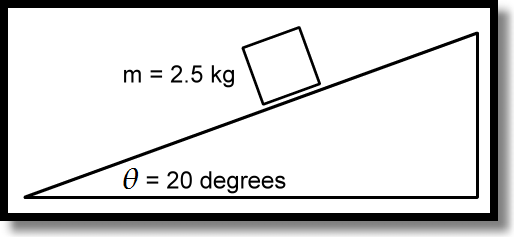 m = 2.5 kg
θ = 20 degrees